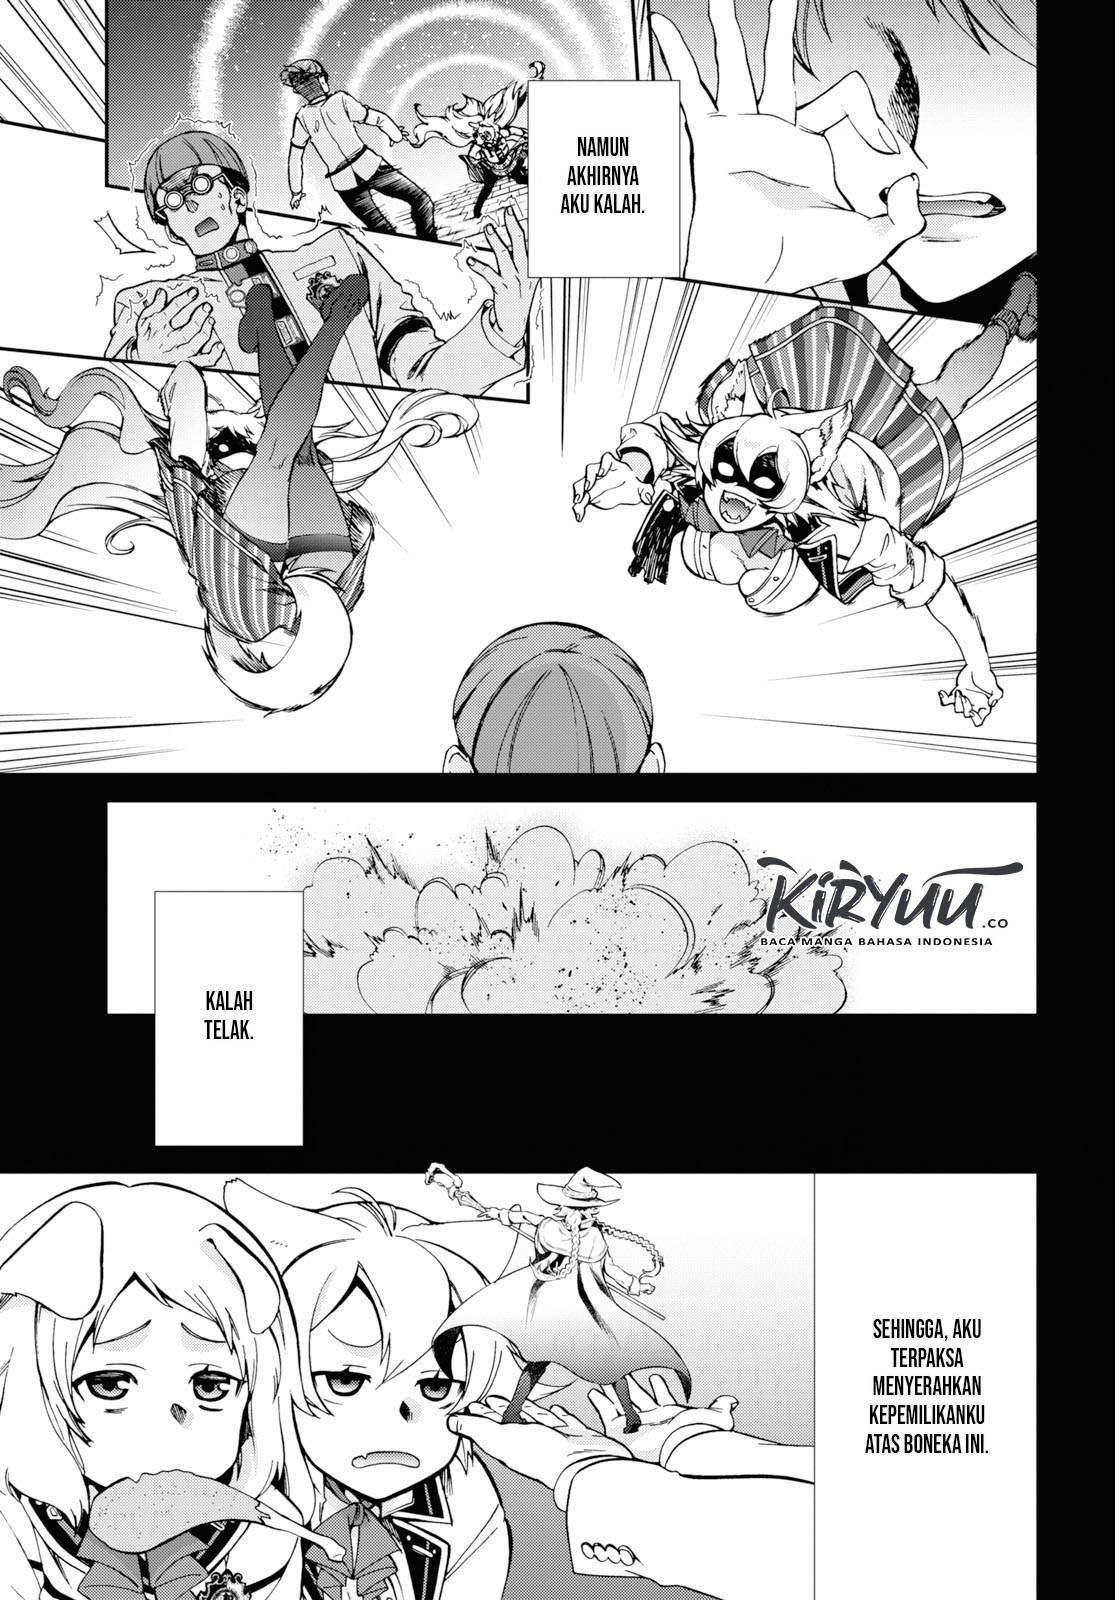 NAMUN
AKHIRNYA
AKU KALAH.
KiRYUU.CO
BACA MANGA BAHASA INDONESIA
KALAH
TELAK.
SEHINGGA, AKU
TERPAKSA
MENYERAHKAN
KEPEMILIKANKU
ATAS BONEKA INI.